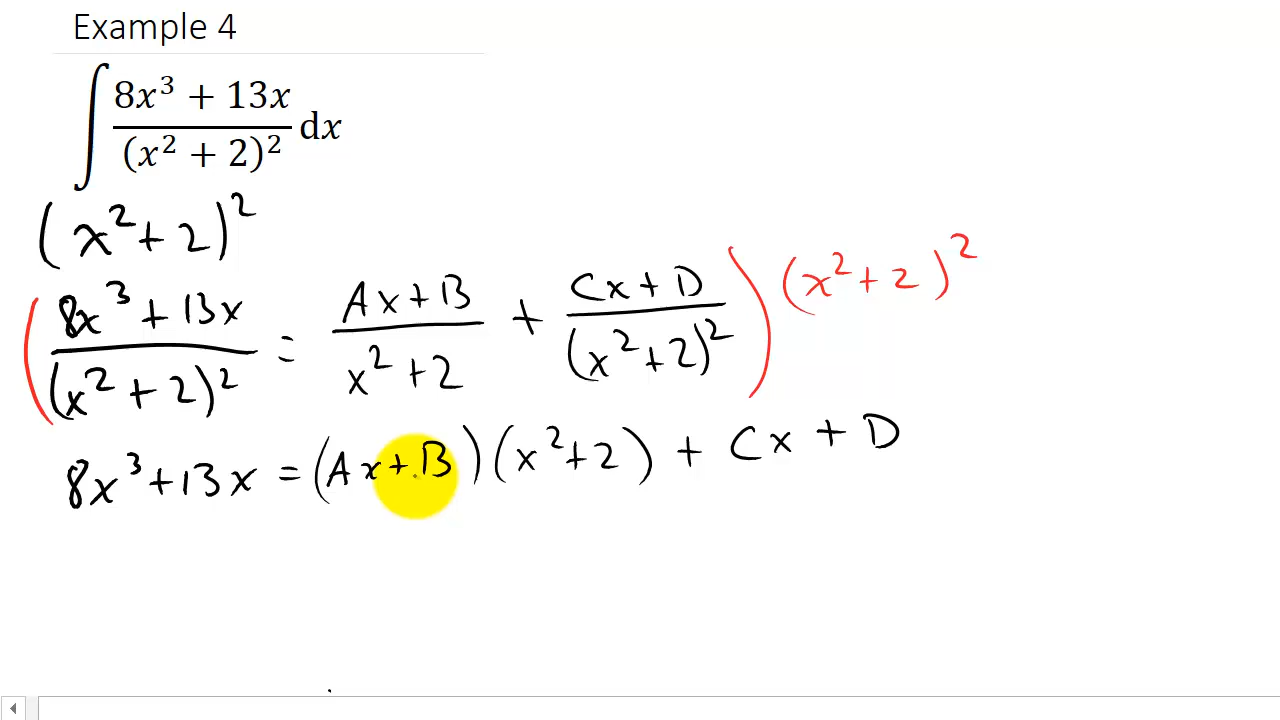 Example 4
∫ (8x³ + 13x)/(x² + 2)² dx
(x² + 2)²
(8x³ + 13x / (x² + 2)² = Ax + B / x² + 2 + Cx + D / (x² + 2)²) (x² + 2)²
8x³ + 13x = (Ax + B)(x² + 2) + Cx + D